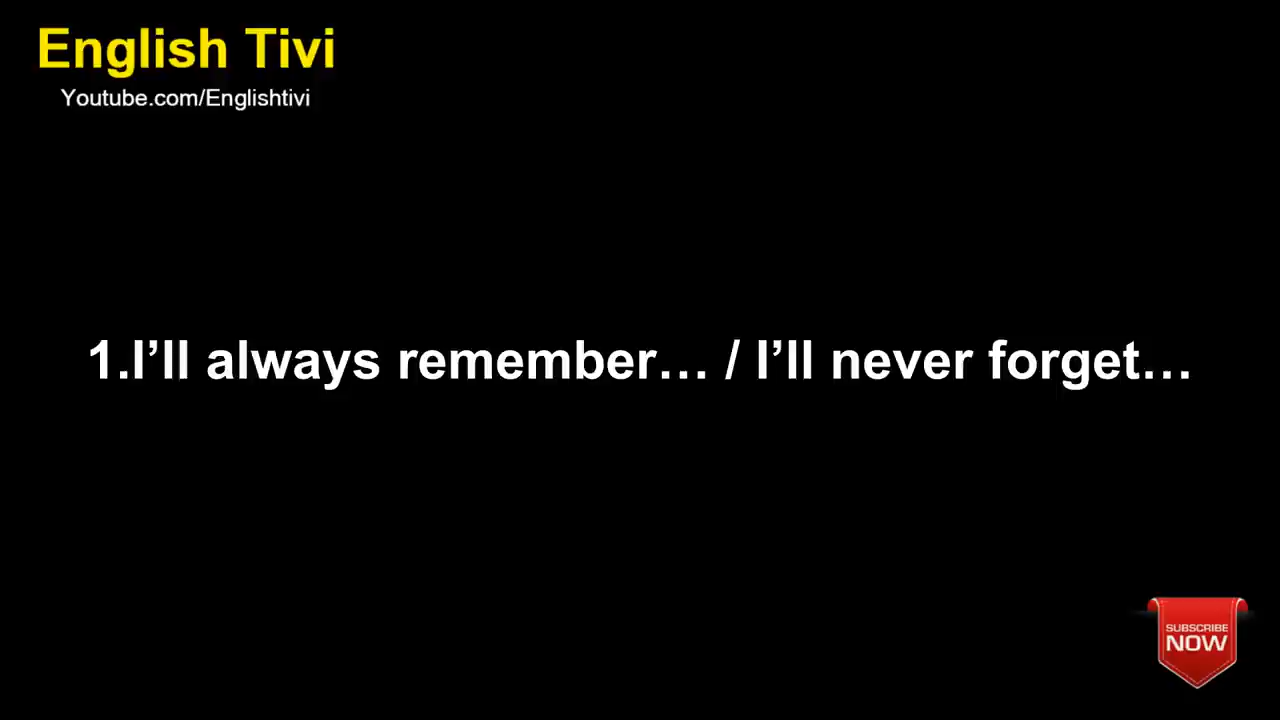 English Tivi
Youtube.com/Englishtivi
1.I’ll always remember… / I’ll never forget…
SUBSCRIBE
NOW